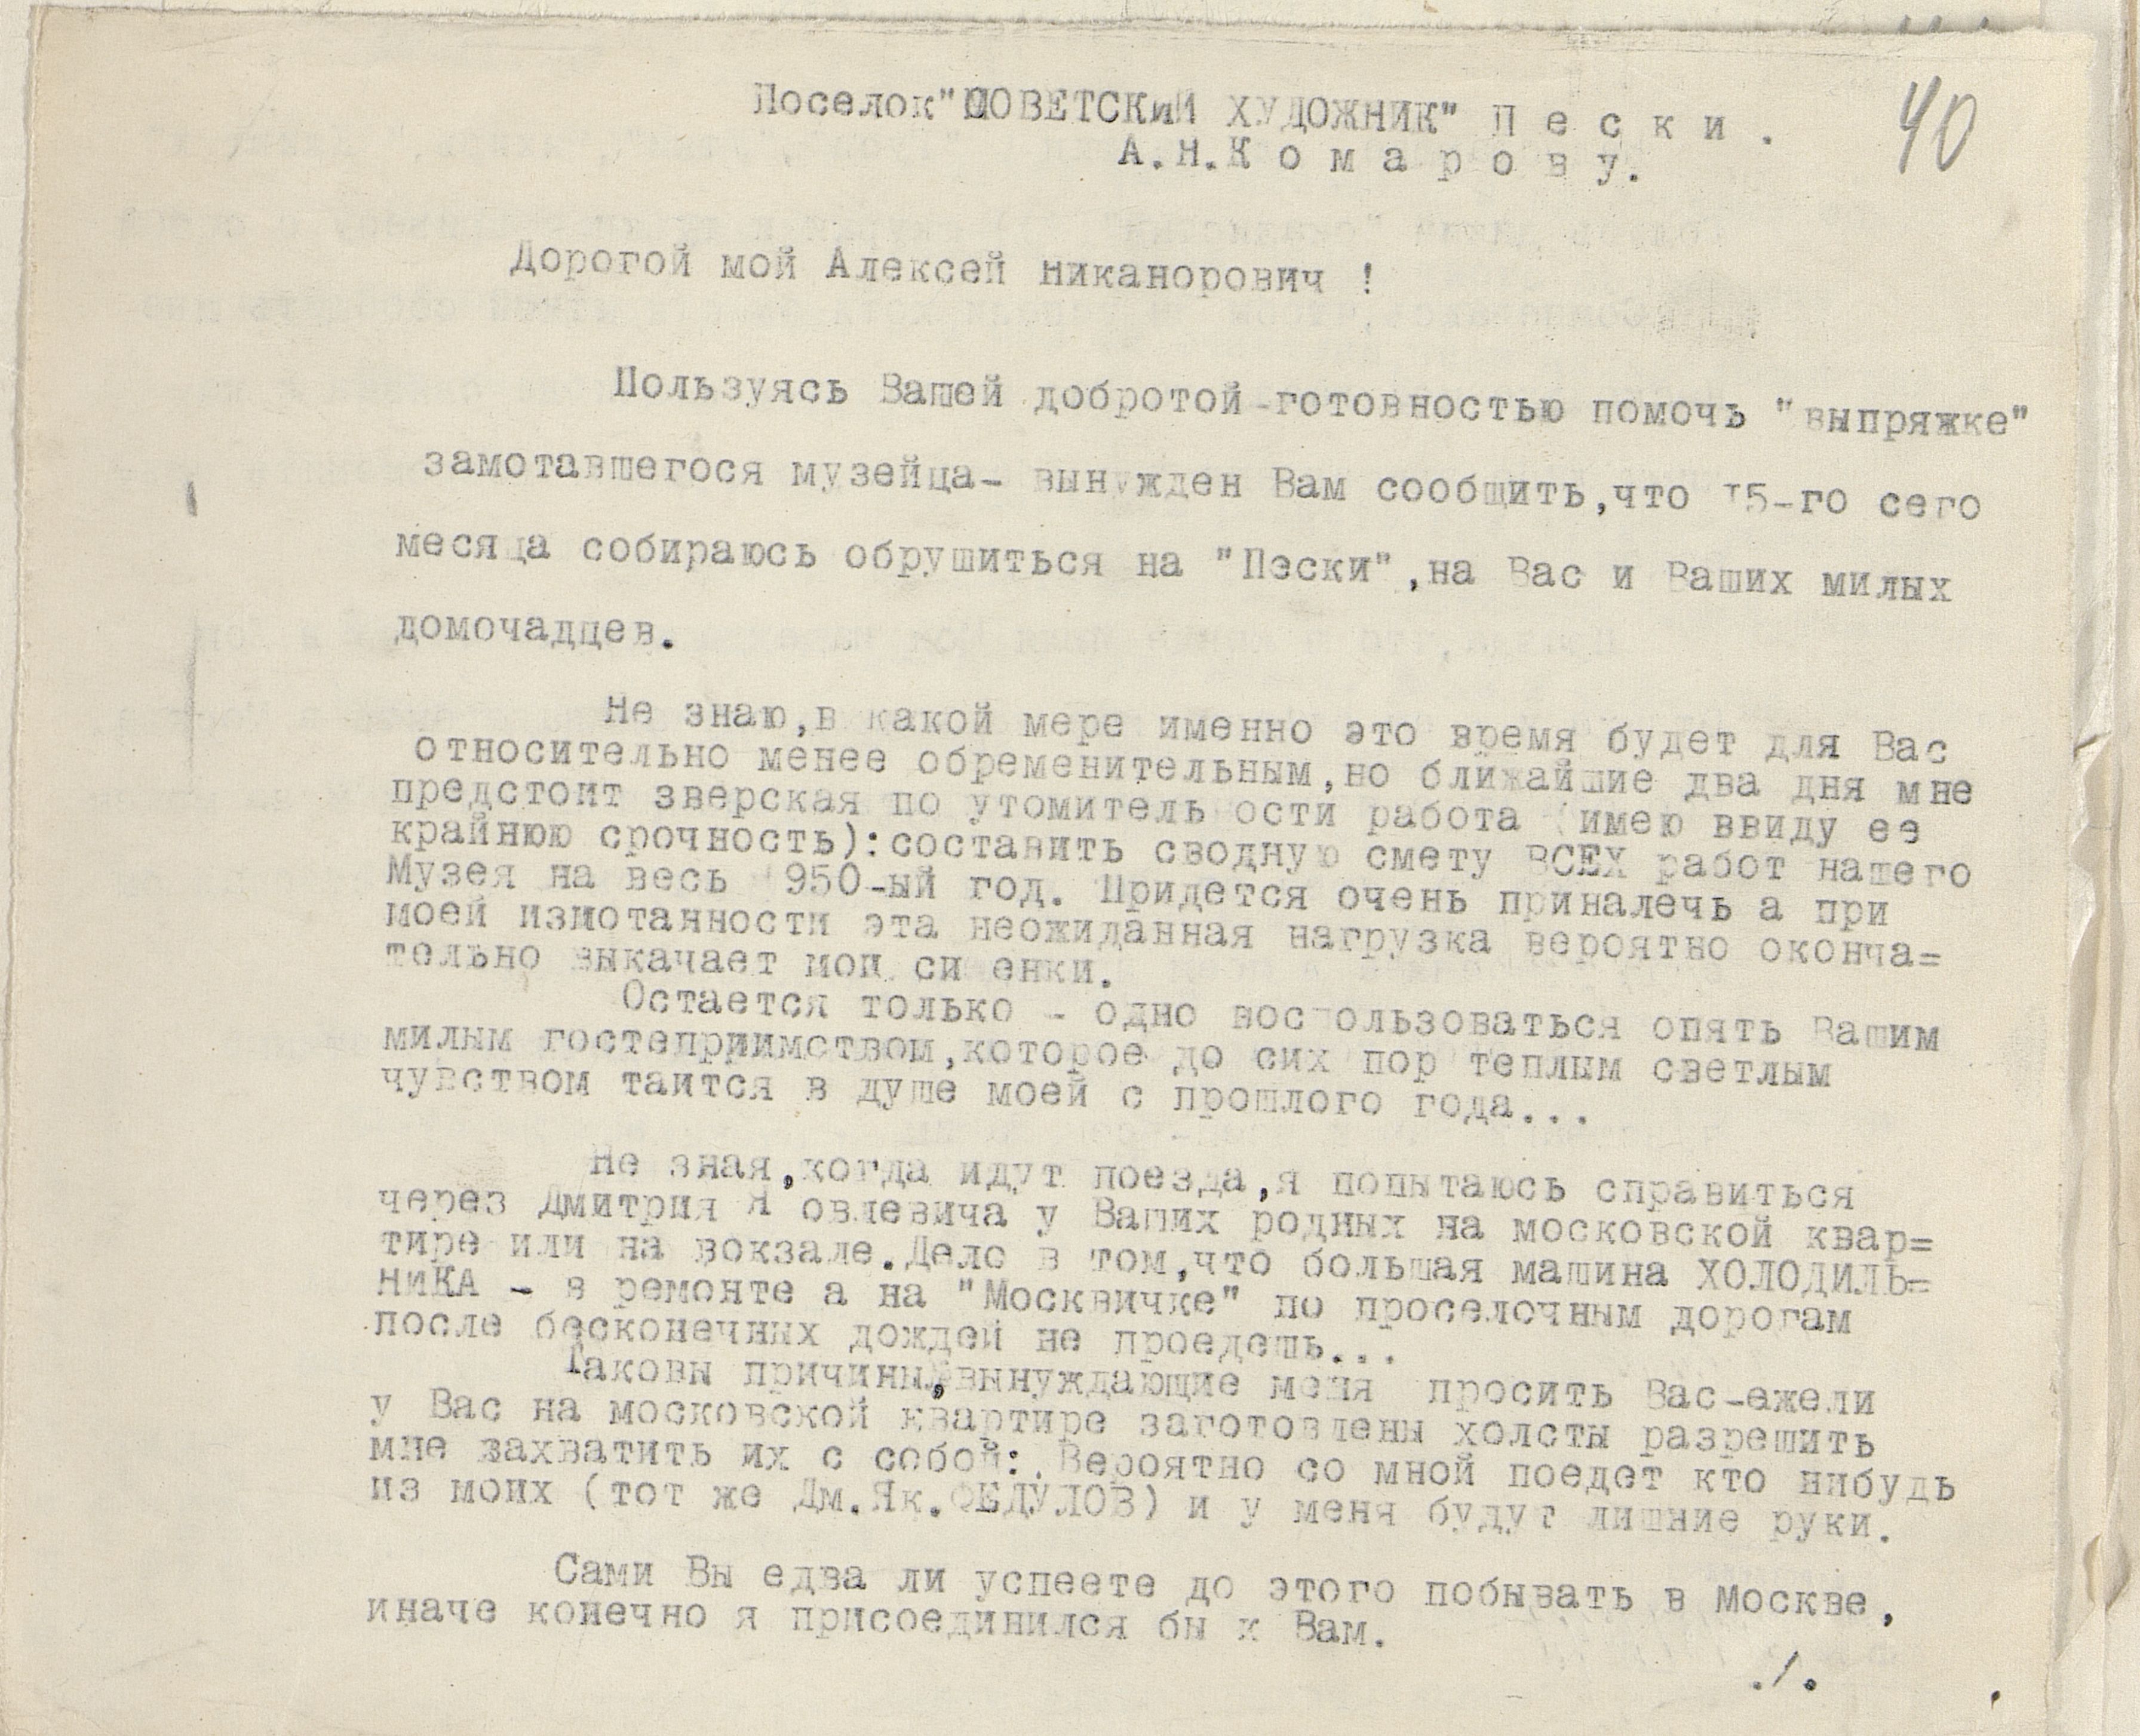 40
Поселок"СОВЕТСКиЙ ХУДОЖНИК" П е с к и .
А.Н.К о м а р о в у.
Дорогой мой Алексей никанорович !
Пользуясь Вашей добротой-готовностью помочь "выпряжке"
замотавшегося музейца- вынужден Вам сообщить,что I5-го сего
месяца собираюсь обрушиться на "Пэски",на Вас и Ваших милых
домочадцев.
Не знаю,в какой мере именно это время будет для Вас
относительно менее обременительным,но ближайшие два дня мне
предстоит зверская по утомитель ости работа (имею ввиду ее
крайнюю срочность):составить сводную смету ВСЕХ работ нашего
Музея на весь 950-ый год. Придется очень приналечь а при
моей измотанности эта неожиданная нагрузка вероятно оконча=
тельно выкачает мои си енки.
Остается только - одно воспользоваться опять Вашим
милым гостеприимством,которое до сих пор теплым светлым
чувством таится в душе моей с прошлого года...
Не зная,когда идут поезда,я попытаюсь справиться
через Дмитрия Я овлевича у Ваших родных на московской квар=
тире или на вокзале.Дело в том,что большая машина ХОЛОДИЛЬ=
НиКА - в ремонте а на "Москвичке" по проселочным дорогам
после бесконечных дождей не проедешь...
Таковы причины,вынуждающие меня просить Вас-ежели
у Вас на московской квартире заготовлены холсты разрешить
мне захватить их с собой: Вероятно со мной поедет кто нибудь
из моих (тот же Дм.Як.ФЕДУЛОВ) и у меня будут лишние руки.
Сами Вы едва ли успеете до этого побывать в Москве,
иначе конечно я присоединился бы к Вам.
./.